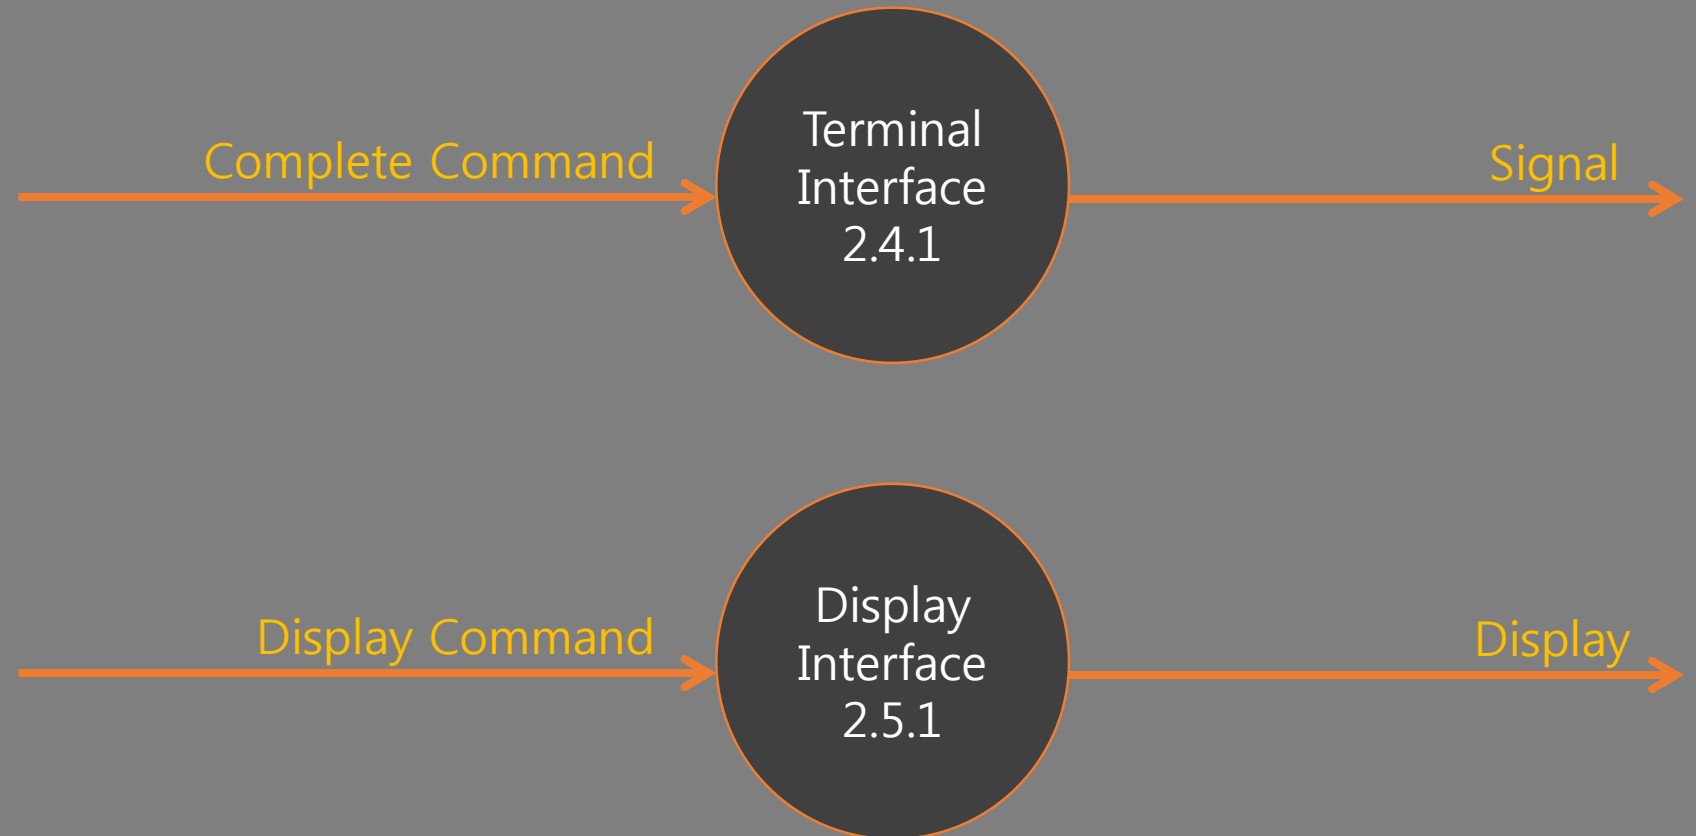 Complete Command
Terminal
Interface
2.4.1
Signal
Display Command
Display
Interface
2.5.1
Display